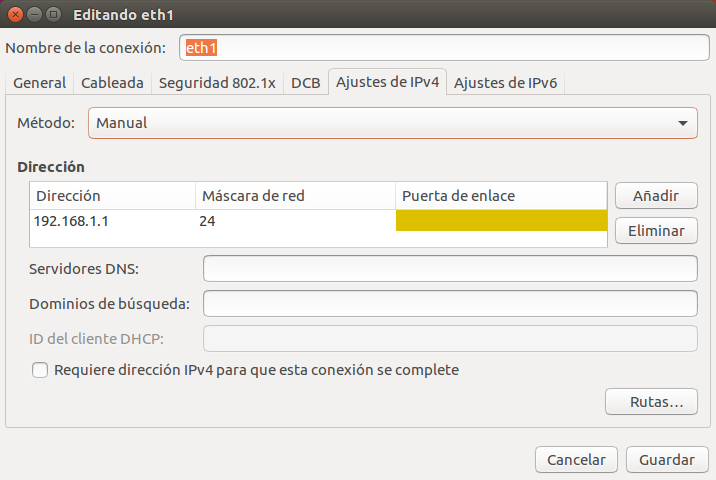 Editando eth1
Nombre de la conexión: eth1
General Cableada Seguridad 802.1x DCB Ajustes de IPv4 Ajustes de IPv6
Método: Manual
Dirección
Dirección Máscara de red Puerta de enlace Añadir
192.168.1.1 24 Eliminar
Servidores DNS:
Dominios de búsqueda:
ID del cliente DHCP:
Requiere dirección IPv4 para que esta conexión se complete
Rutas...
Cancelar Guardar